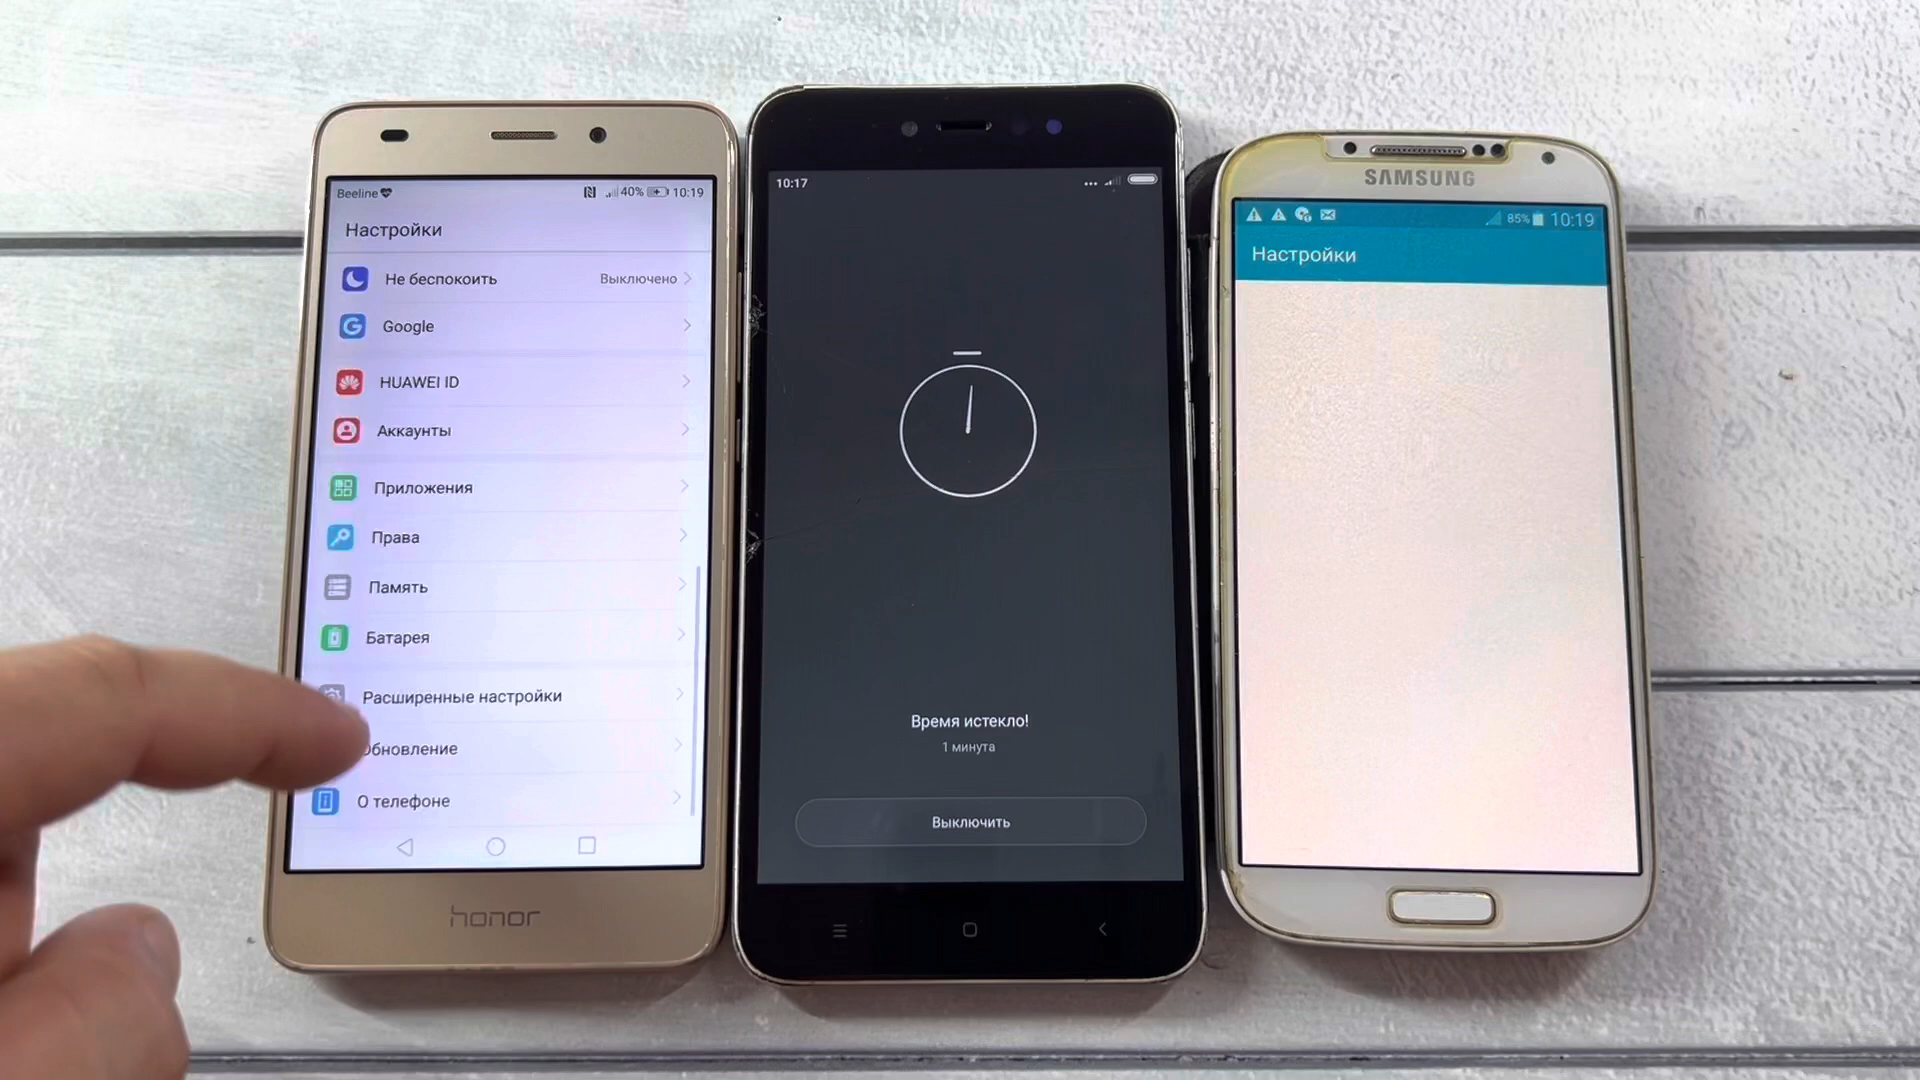 Beeline
40% 10:19
Настройки
Не беспокоить Выключено
Google
HUAWEI ID
Аккаунты
Приложения
Права
Память
Батарея
Расширенные настройки
бновление
О телефоне
honor
10:17
Время истекло!
1 минута
Выключить
SAMSUNG
85% 10:19
Настройки